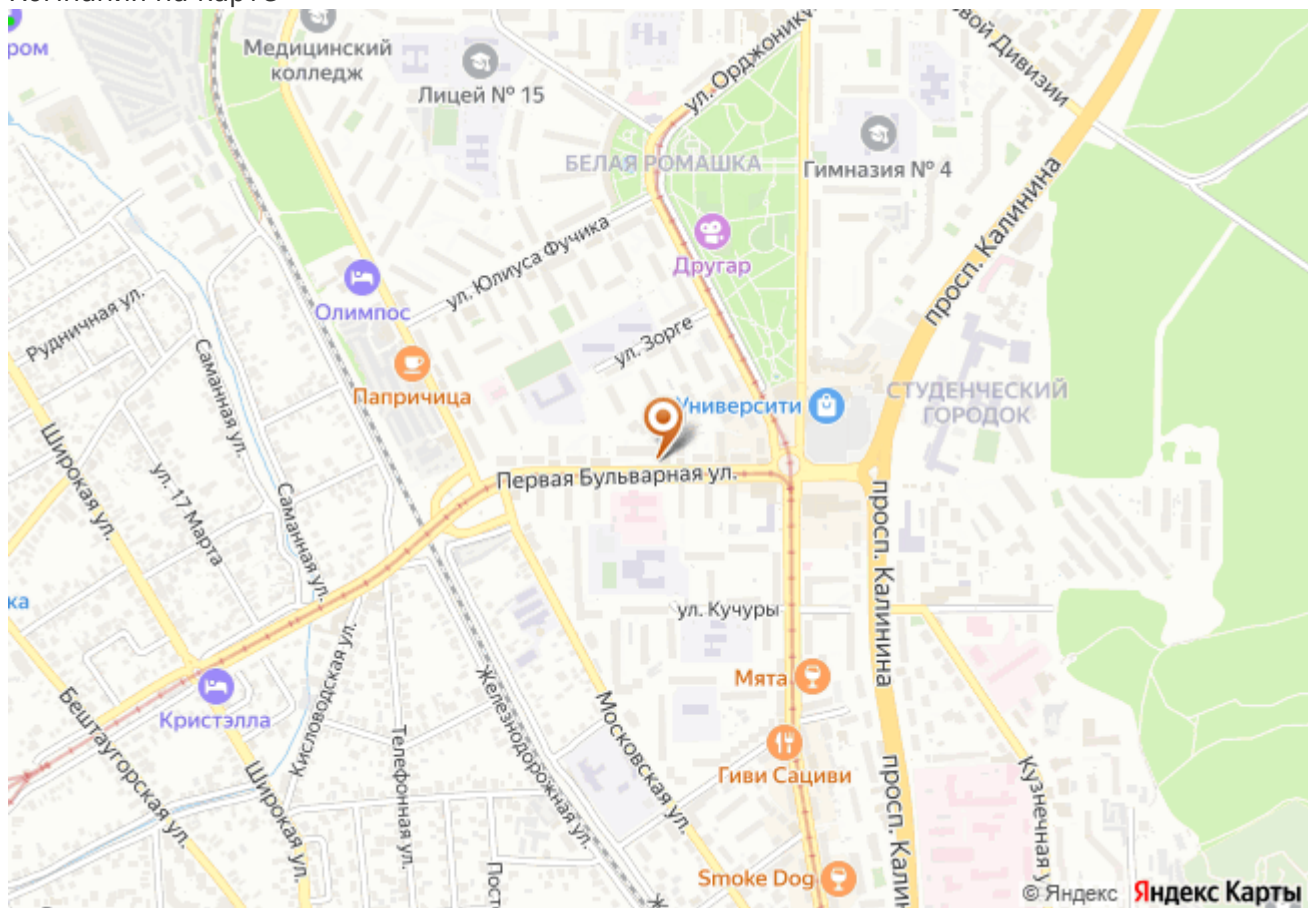 ром
Медицинский
колледж
Лицей № 15
ул. Орджоник
вой Дивизии
БЕЛАЯ РОМАШКА
Гимназия № 4
просп. Калинина
ул. Юлиуса Фучика
Другар
Олимпос
Рудничная ул.
Саманная ул.
ул. Зорге
Папричица
Университи
СТУДЕНЧЕСКИЙ
ГОРОДОК
Широкая ул.
ул. 17 Марта
Саманная ул.
Первая Бульварная ул.
просп. Калинина
ка
ул. Кучуры
Кристэлла
Кисловодская ул.
Мята
Бештаугорская ул.
Телефонная ул.
Железнодорожная ул.
Московская ул.
Гиви Сациви
просп. Калин
Кузнечная у
Широкая ул.
Пост
Smoke Dog
© Яндекс Яндекс Карты